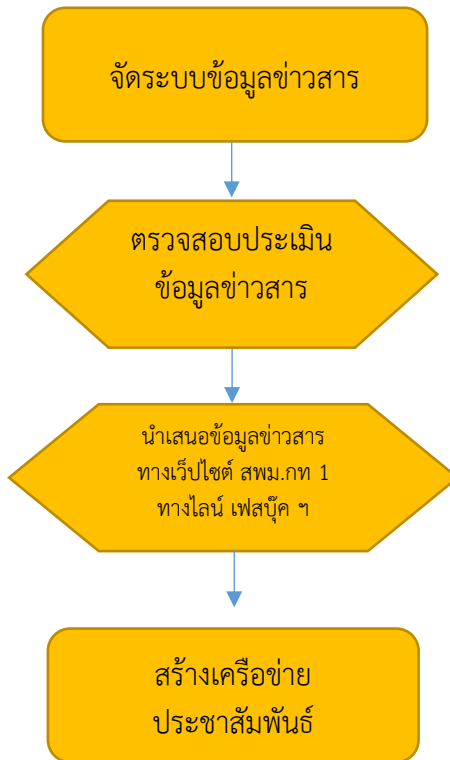 จัดระบบข้อมูลข่าวสาร
ตรวจสอบประเมิน
ข้อมูลข่าวสาร
นำเสนอข้อมูลข่าวสาร
ทางเว็ปไซต์ สพม.กท 1
ทางไลน์ เฟสบุ๊ค ฯ
สร้างเครือข่าย
ประชาสัมพันธ์